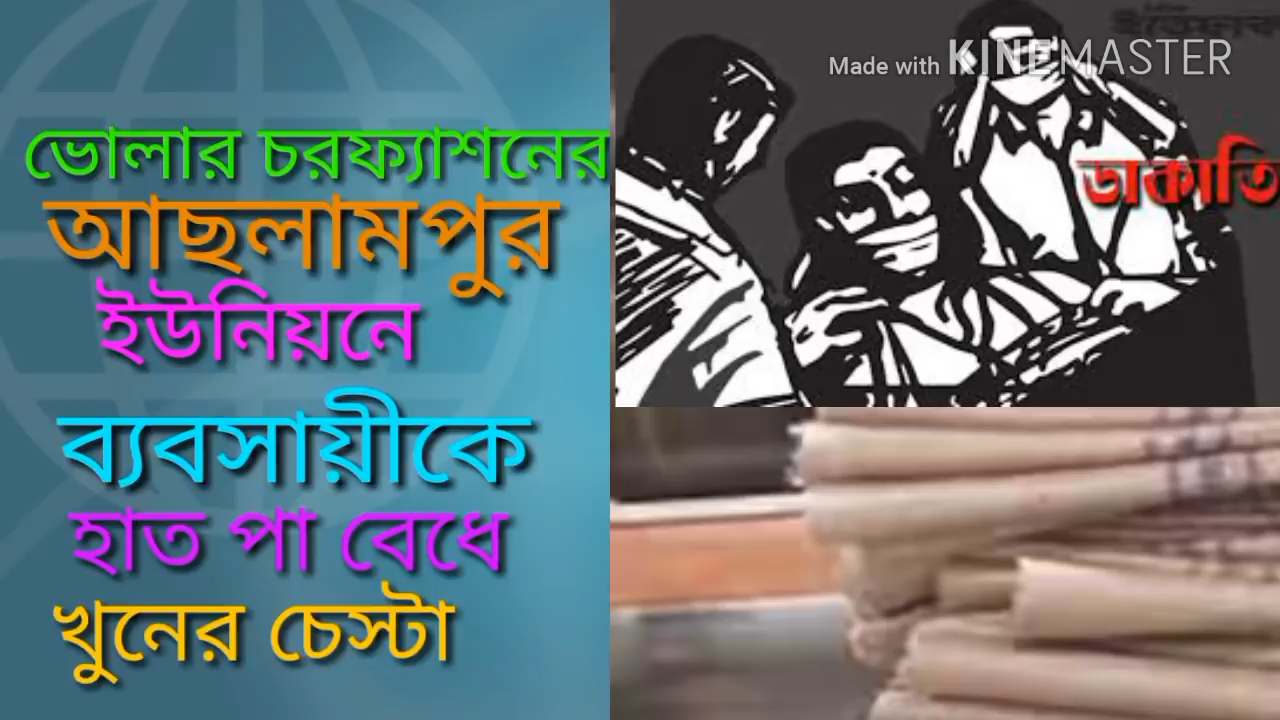 ভোলার চরফ্যাশনের
আছলামপুর
ইউনিয়নে
ব্যবসায়ীকে
হাত পা বেধে
খুনের চেস্টা
Made with KINEMASTER
ডাকাতি